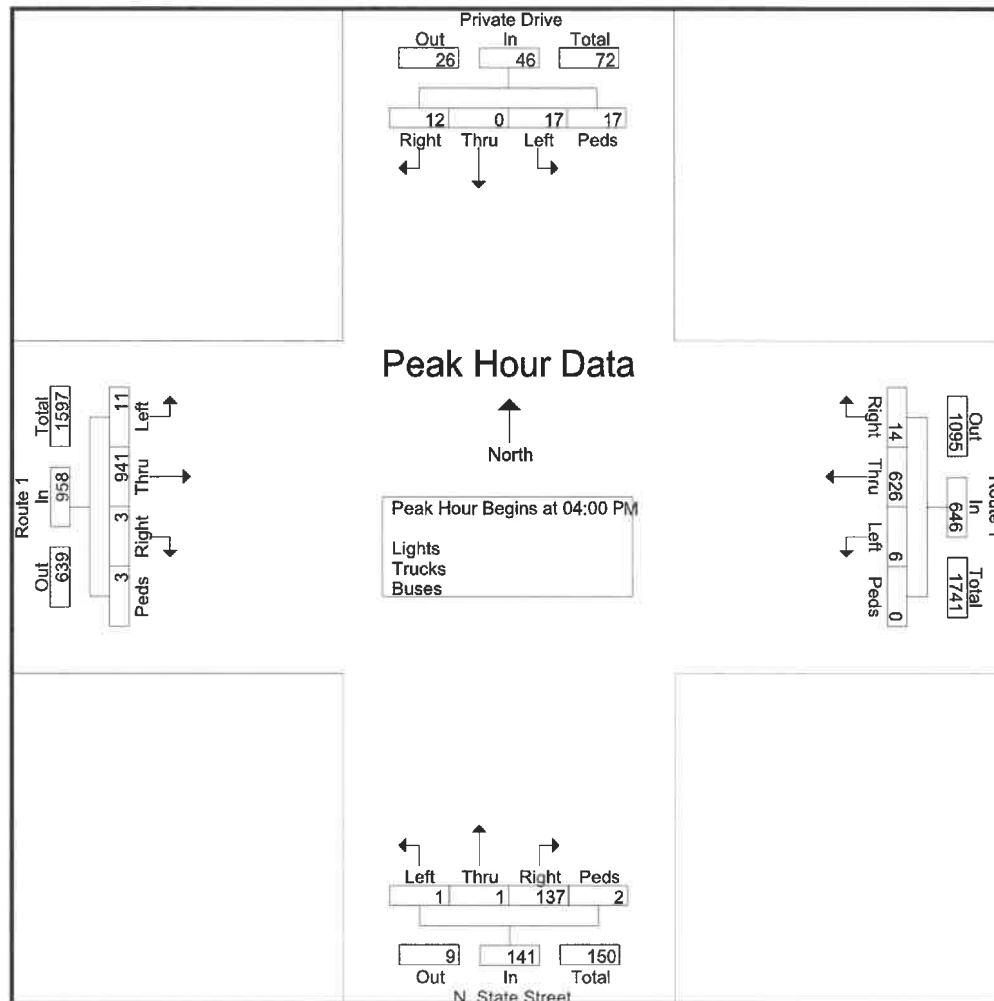 Private Drive
Out In Total
26 46 72
12 0 17 17
Right Thru Left Peds
Peak Hour Data
North
Peak Hour Begins at 04:00 PM
Lights
Trucks
Buses
Route 1
Total In Out
1597 958 639
11 941 3 3
Left Thru Right Peds
Out In Total
1095 646 1741
14 626 6 0
Right Thru Left Peds
Left Thru Right Peds
1 1 137 2
9 141 150
Out In Total
N. State Street